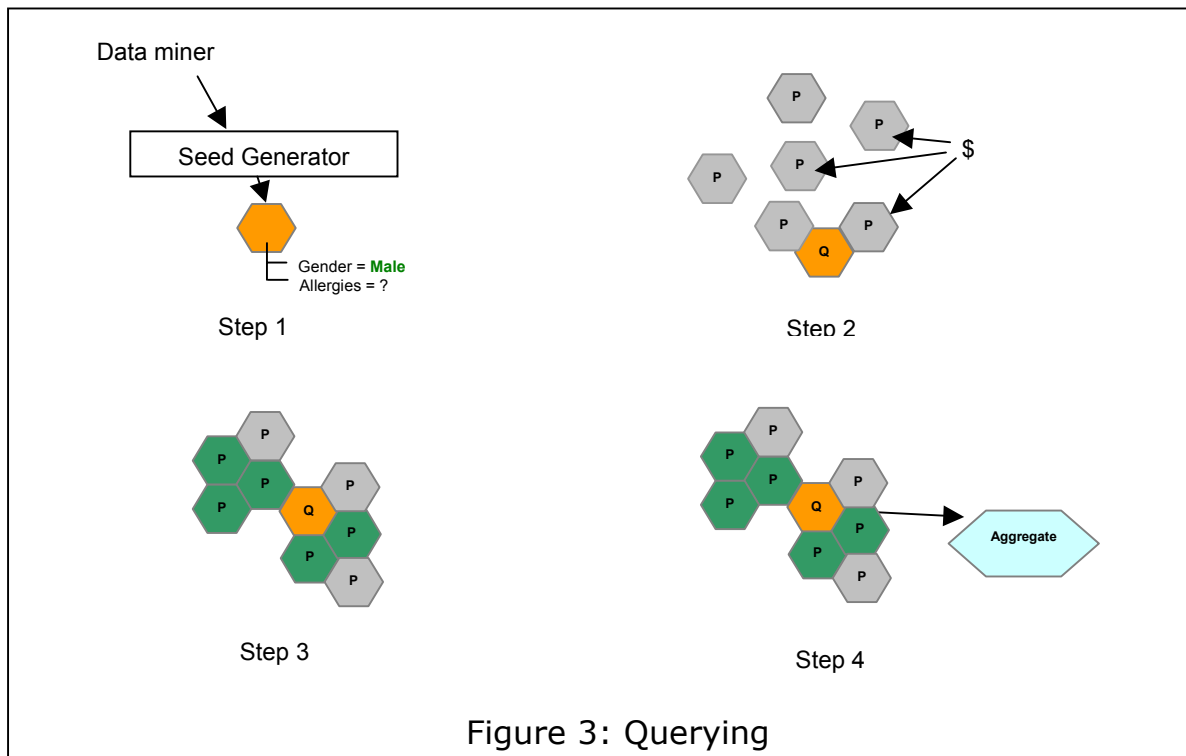 Data miner
Seed Generator
Gender = Male
Allergies = ?
Step 1
P
P
$
P
P
P
P
Q
Step 2
P
P
P
P
P
Q
P
P
P
Step 3
P
P
P
P
P
Q
P
P
P
Aggregate
Step 4
Figure 3: Querying